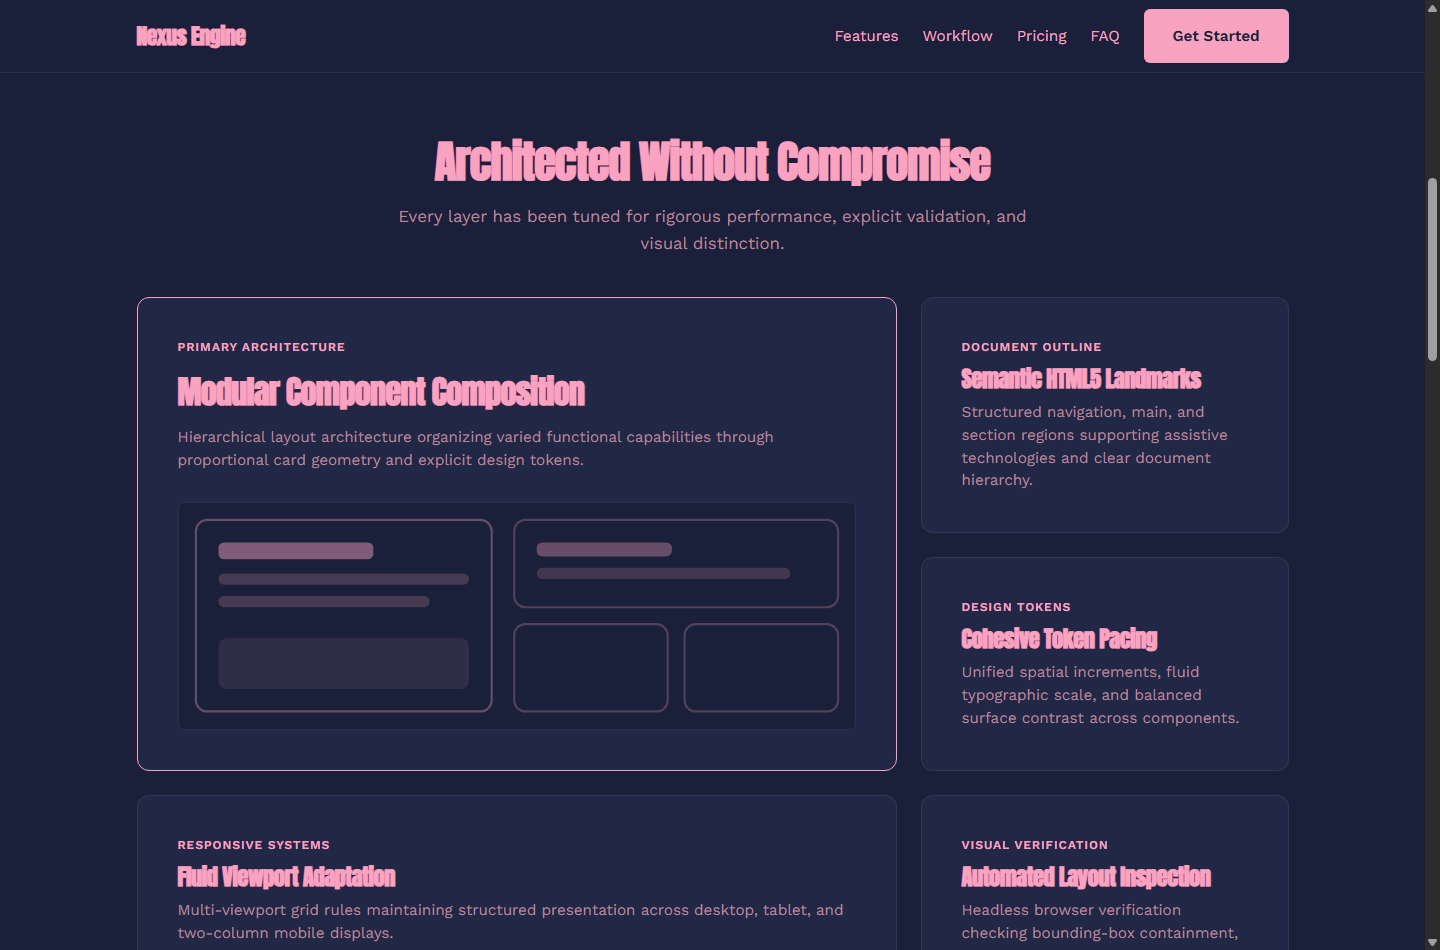 Nexus Engine
Features
Workflow
Pricing
FAQ
Get Started
Architected Without Compromise
Every layer has been tuned for rigorous performance, explicit validation, and
visual distinction.
PRIMARY ARCHITECTURE
Modular Component Composition
Hierarchical layout architecture organizing varied functional capabilities through
proportional card geometry and explicit design tokens.
DOCUMENT OUTLINE
Semantic HTML5 Landmarks
Structured navigation, main, and
section regions supporting assistive
technologies and clear document
hierarchy.
DESIGN TOKENS
Cohesive Token Pacing
Unified spatial increments, fluid
typographic scale, and balanced
surface contrast across components.
RESPONSIVE SYSTEMS
Fluid Viewport Adaptation
Multi-viewport grid rules maintaining structured presentation across desktop, tablet, and
two-column mobile displays.
VISUAL VERIFICATION
Automated Layout Inspection
Headless browser verification
checking bounding-box containment,